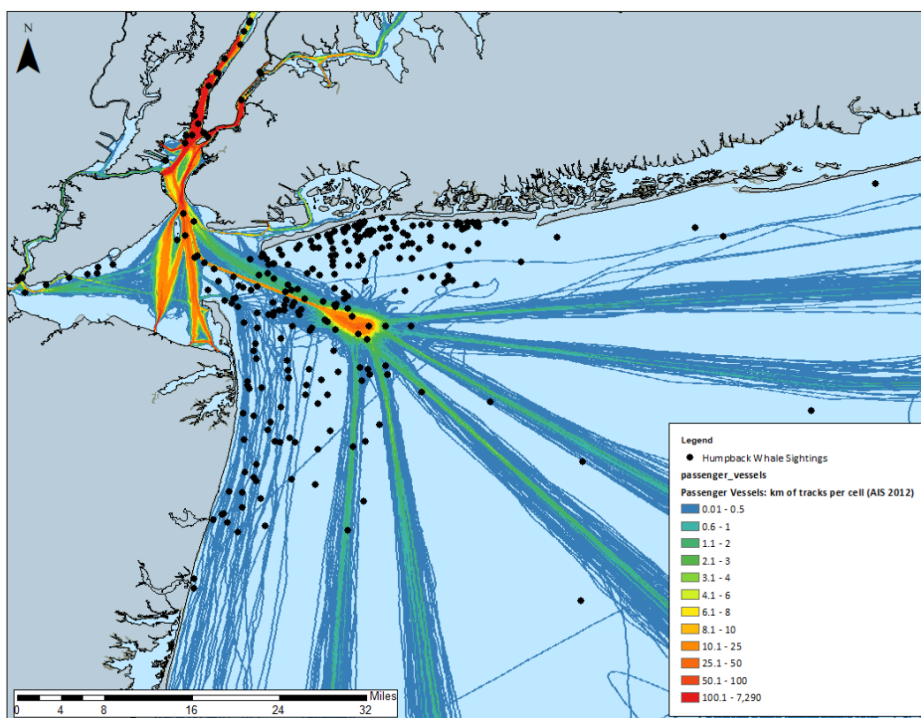 N
Legend
Humpback Whale Sightings
passenger_vessels
Passenger Vessels: km of tracks per cell (AIS 2012)
0.01 - 0.5
0.6 - 1
1.1 - 2
2.1 - 3
3.1 - 4
4.1 - 6
6.1 - 8
8.1 - 10
10.1 - 25
25.1 - 50
50.1 - 100
100.1 - 7,290
Miles
0 4 8 16 24 32